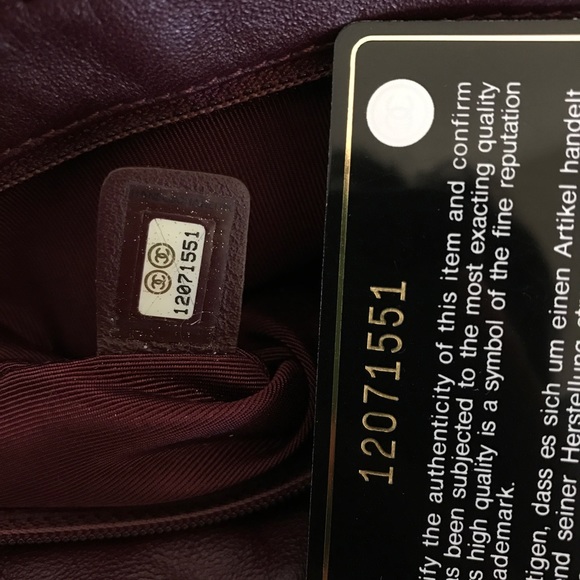 12071551
12071551
the authenticity of this item and confirm
been subjected to the most exacting quality
high quality is a symbol of the fine reputation
dass es sich um einen Artikel handelt
seiner Herstellung